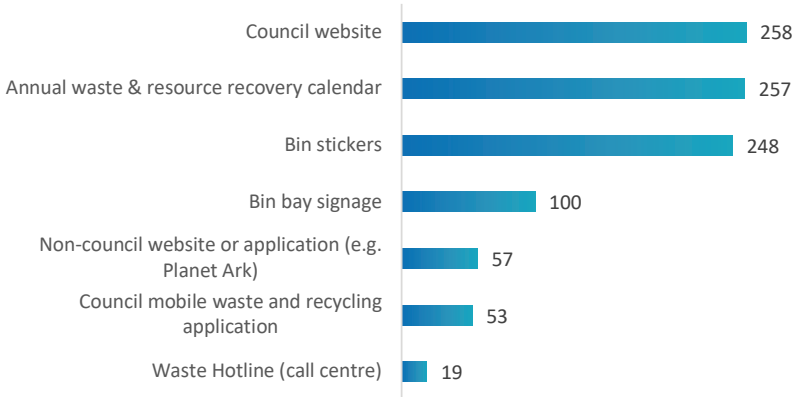 Council website
258
Annual waste & resource recovery calendar
257
Bin stickers
248
Bin bay signage
100
Non-council website or application (e.g.
Planet Ark)
57
Council mobile waste and recycling
application
53
Waste Hotline (call centre)
19